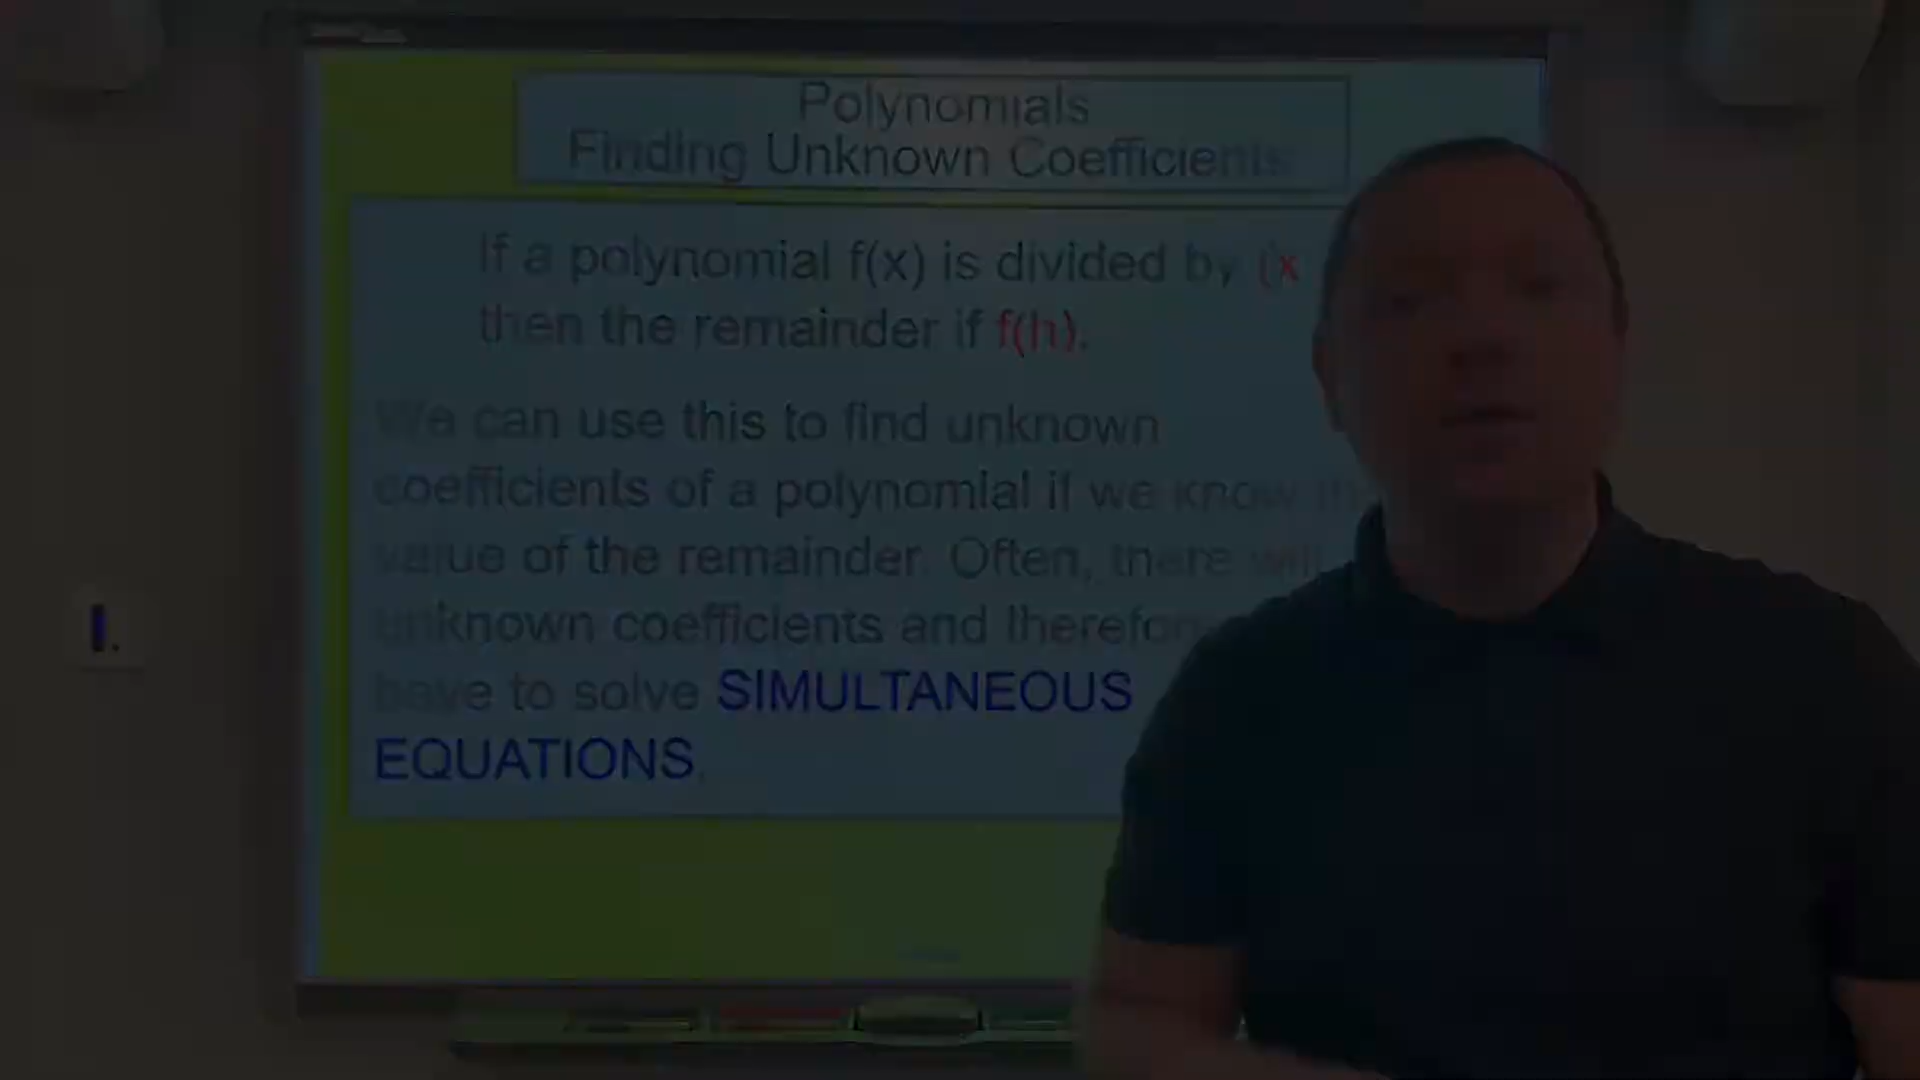 Polynomials
Finding Unknown Coefficients
If a polynomial f(x) is divided by (x
then the remainder if f(h).
We can use this to find unknown
coefficients of a polynomial if we know
value of the remainder. Often, there will
unknown coefficients and
have to solve SIMULTANEOUS
EQUATIONS.